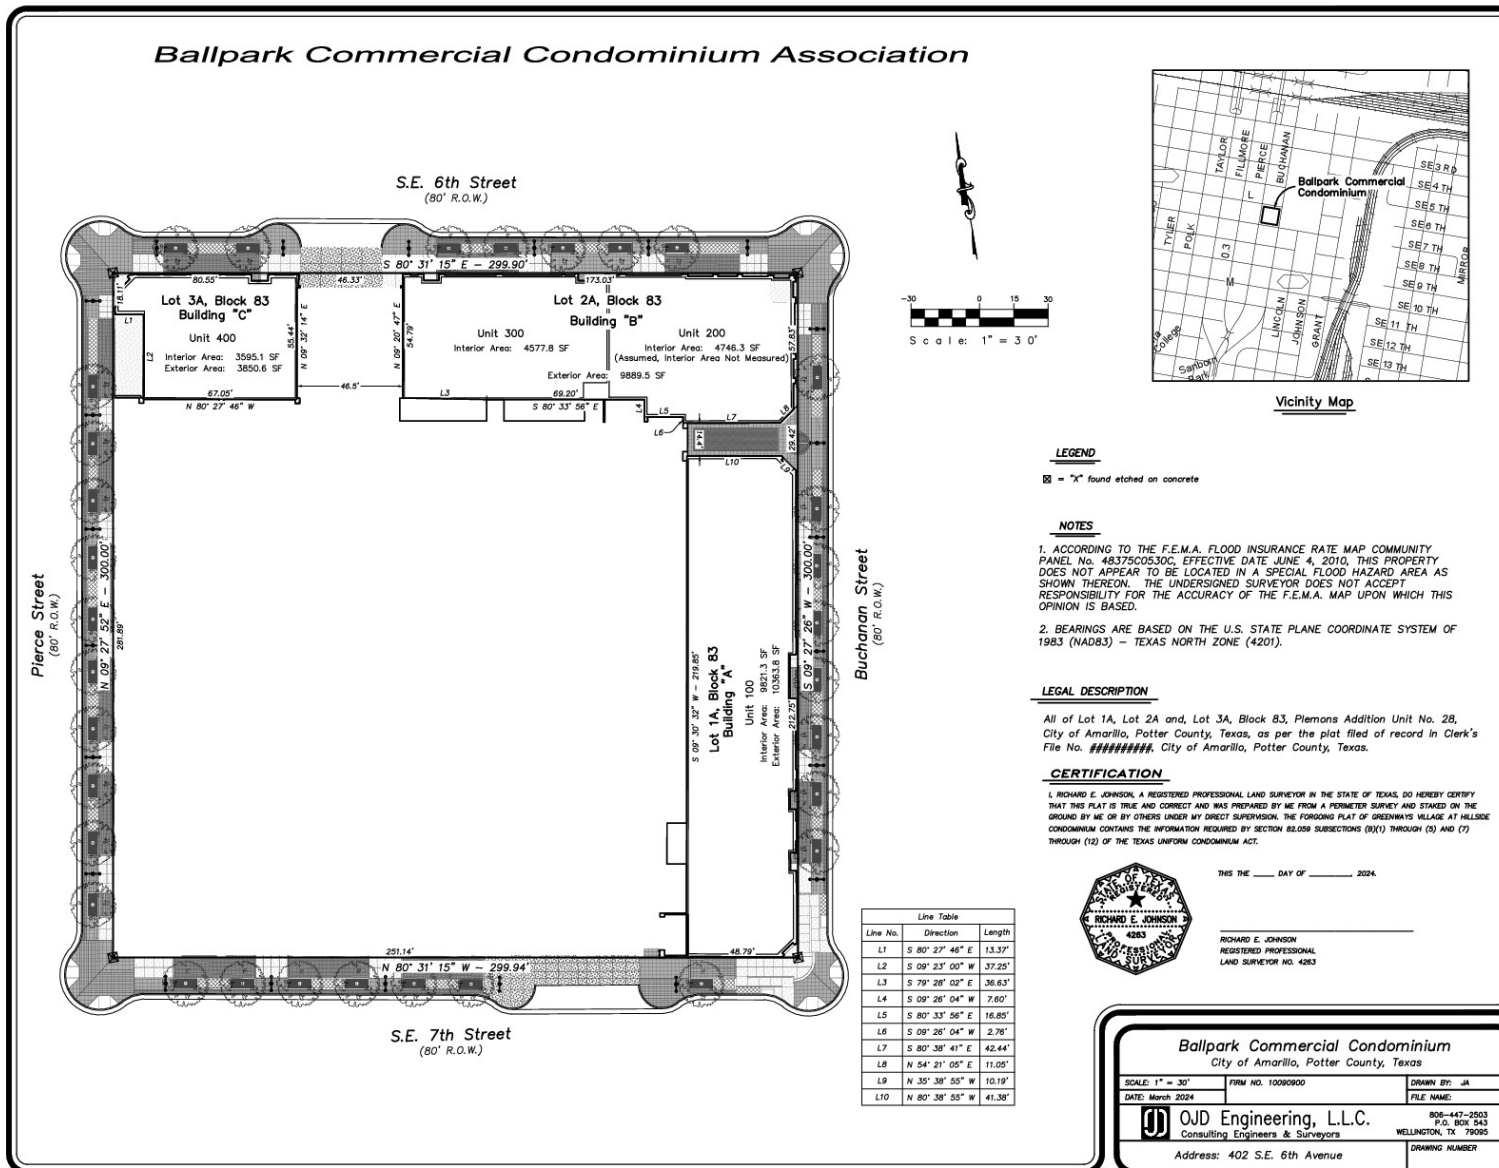 Ballpark Commercial Condominium Association
S.E. 6th Street
(80' R.O.W.)
S 80° 31' 15" E - 299.90'
80.55'
46.33'
173.03'
18.11'
Lot 3A, Block 83
Building "C"
Unit 400
Interior Area: 3595.1 SF
Exterior Area: 3850.6 SF
L1
L2
67.05'
N 80° 27' 46" W
55.44'
N 09° 32' 14" E
46.5'
N 09° 20' 47" E
54.79'
Lot 2A, Block 83
Building "B"
Unit 300
Interior Area: 4577.8 SF
Unit 200
Interior Area: 4746.3 SF
(Assumed, Interior Area Not Measured)
Exterior Area: 9889.5 SF
57.83'
L3
69.20'
S 80° 33' 56" E
L4
L5
L6
L7
L8
14.4'
29.42'
L10
L9
Pierce Street
(80' R.O.W.)
N 09° 27' 52" E - 300.00'
281.89'
S 09° 30' 32" W - 219.85'
Lot 1A, Block 83
Building "A"
Unit 100
Interior Area: 9821.3 SF
Exterior Area: 10363.8 SF
212.75'
S 09° 27' 26" W - 300.00'
Buchanan Street
(80' R.O.W.)
251.14'
48.79'
N 80° 31' 15" W - 299.94'
S.E. 7th Street
(80' R.O.W.)
-30 0 15 30
Scale: 1" = 30'
TAYLOR
FILLMORE
PIERCE
BUCHANAN
Ballpark Commercial
Condominium
L
TYLER
POLK
0.3
M
LINCOLN
JOHNSON
GRANT
MIRROR
SE 3 RD
SE 4 TH
SE 5 TH
SE 6 TH
SE 7 TH
SE 8 TH
SE 9 TH
SE 10 TH
SE 11 TH
SE 12 TH
SE 13 TH
College
Sanborn
Park
Vicinity Map
LEGEND
= "X" found etched on concrete
NOTES
1. ACCORDING TO THE F.E.M.A. FLOOD INSURANCE RATE MAP COMMUNITY
PANEL No. 48375C0530C, EFFECTIVE DATE JUNE 4, 2010, THIS PROPERTY
DOES NOT APPEAR TO BE LOCATED IN A SPECIAL FLOOD HAZARD AREA AS
SHOWN THEREON. THE UNDERSIGNED SURVEYOR DOES NOT ACCEPT
RESPONSIBILITY FOR THE ACCURACY OF THE F.E.M.A. MAP UPON WHICH THIS
OPINION IS BASED.
2. BEARINGS ARE BASED ON THE U.S. STATE PLANE COORDINATE SYSTEM OF
1983 (NAD83) - TEXAS NORTH ZONE (4201).
LEGAL DESCRIPTION
All of Lot 1A, Lot 2A and, Lot 3A, Block 83, Plemons Addition Unit No. 28,
City of Amarillo, Potter County, Texas, as per the plat filed of record in Clerk's
File No. ##########, City of Amarillo, Potter County, Texas.
CERTIFICATION
I, RICHARD E. JOHNSON, A REGISTERED PROFESSIONAL LAND SURVEYOR IN THE STATE OF TEXAS, DO HEREBY CERTIFY
THAT THIS PLAT IS TRUE AND CORRECT AND WAS PREPARED BY ME FROM A PERIMETER SURVEY AND STAKED ON THE
GROUND BY ME OR BY OTHERS UNDER MY DIRECT SUPERVISION. THE FORGOING PLAT OF GREENWAYS VILLAGE AT HILLSIDE
CONDOMINIUM CONTAINS THE INFORMATION REQUIRED BY SECTION 82.059 SUBSECTIONS (B)(1) THROUGH (5) AND (7)
THROUGH (12) OF THE TEXAS UNIFORM CONDOMINIUM ACT.
THIS THE ____ DAY OF ________, 2024.
STATE OF TEXAS
REGISTERED
RICHARD E. JOHNSON
4263
PROFESSIONAL
LAND SURVEYOR
RICHARD E. JOHNSON
REGISTERED PROFESSIONAL
LAND SURVEYOR NO. 4263
Line Table
Line No. Direction Length
L1 S 80° 27' 46" E 13.37'
L2 S 09° 23' 00" W 37.25'
L3 S 79° 28' 02" E 36.63'
L4 S 09° 26' 04" W 7.60'
L5 S 80° 33' 56" E 16.85'
L6 S 09° 26' 04" W 2.76'
L7 S 80° 38' 41" E 42.44'
L8 N 54° 21' 05" E 11.05'
L9 N 35° 38' 55" W 10.19'
L10 N 80° 38' 55" W 41.38'
Ballpark Commercial Condominium
City of Amarillo, Potter County, Texas
SCALE: 1" = 30' FIRM NO. 10090900 DRAWN BY: JA
DATE: March 2024 FILE NAME:
OJD Engineering, L.L.C.
Consulting Engineers & Surveyors
806-447-2503
P.O. BOX 543
WELLINGTON, TX 79095
Address: 402 S.E. 6th Avenue
DRAWING NUMBER